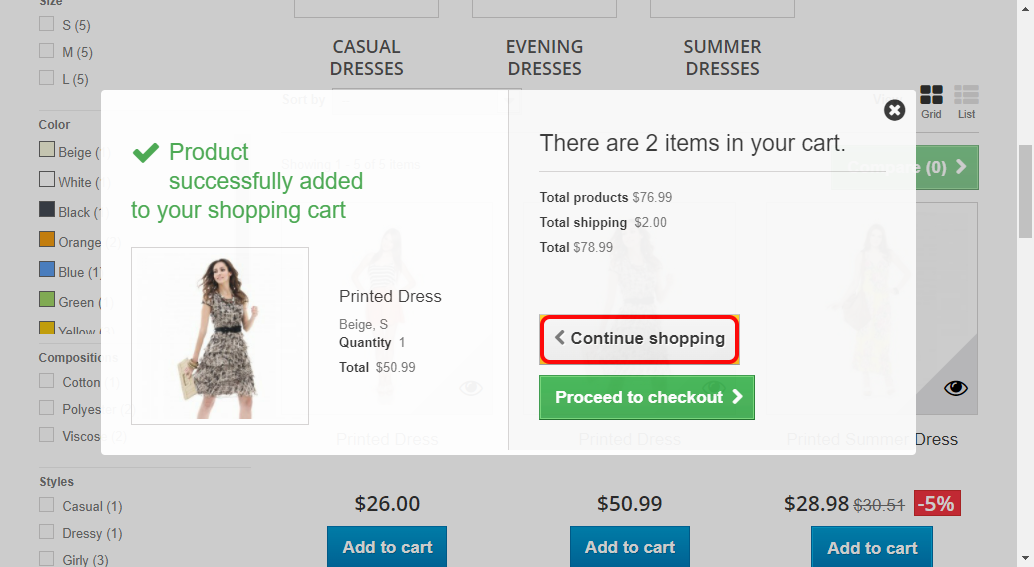 Size
S (5)
M (5)
L (5)
Color
Beige (
White (
Black (1
Orange
Blue (1)
Green (
Yellow (
Compositions
Cotton
Polyester (2)
Viscose (2)
Styles
Casual (1)
Dressy (1)
Girly (3)
CASUAL
DRESSES
EVENING
DRESSES
SUMMER
DRESSES
Sort by
Grid
List
(0)
Product
successfully added
to your shopping cart
Printed Dress
Beige, S
Quantity 1
Total $50.99
There are 2 items in your cart.
Total products $76.99
Total shipping $2.00
Total $78.99
Continue shopping
Proceed to checkout
Printed Dress
Printed Dress
Printed Summer Dress
$26.00
$50.99
$28.98 $30.51 -5%
Add to cart
Add to cart
Add to cart